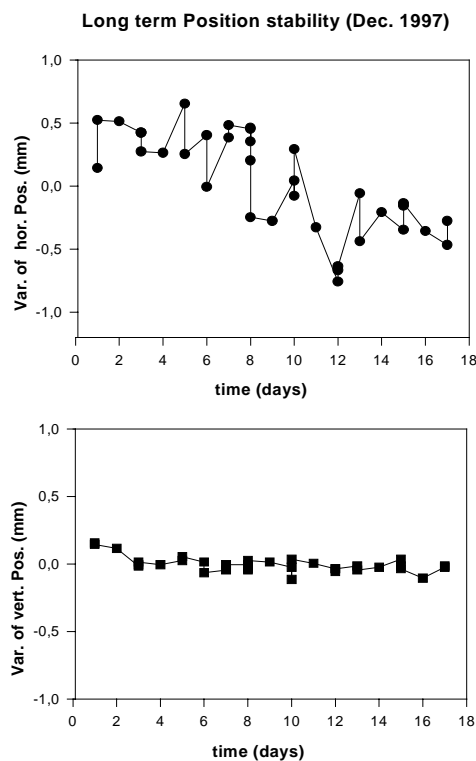 Long term Position stability (Dec. 1997)
1,0
0,5
0,0
-0,5
-1,0
Var. of hor. Pos. (mm)
0 2 4 6 8 10 12 14 16 18
time (days)
1,0
0,5
0,0
-0,5
-1,0
Var. of vert. Pos. (mm)
0 2 4 6 8 10 12 14 16 18
time (days)